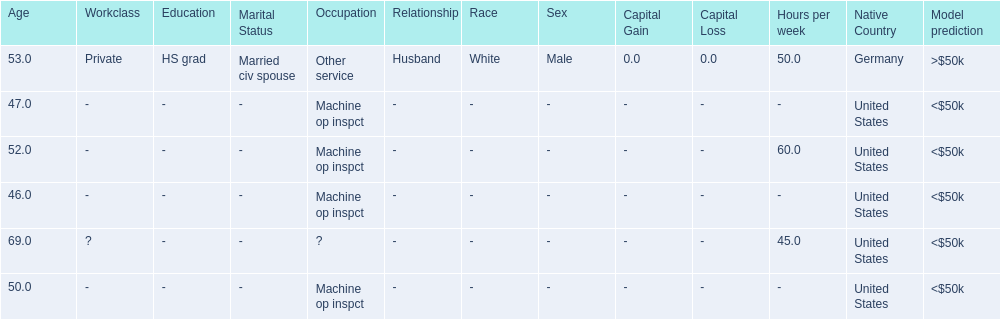 Age Workclass Education Marital Status Occupation Relationship Race Sex Capital Gain Capital Loss Hours per week Native Country Model prediction
53.0 Private HS grad Married civ spouse Other service Husband White Male 0.0 0.0 50.0 Germany >$50k
47.0 - - - Machine op inspct - - - - - - United States <$50k
52.0 - - - Machine op inspct - - - - - 60.0 United States <$50k
46.0 - - - Machine op inspct - - - - - - United States <$50k
69.0 ? - - ? - - - - - 45.0 United States <$50k
50.0 - - - Machine op inspct - - - - - - United States <$50k